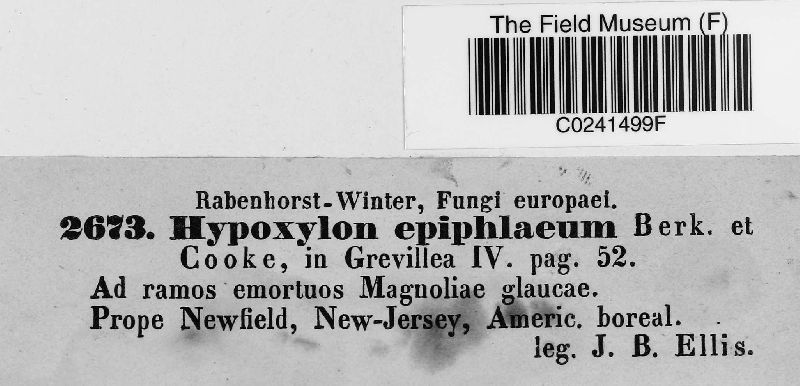 The Field Museum (F)
C0241499F
Rabenhorst-Winter, Fungi europaei.
2673. Hypoxylon epiphlaeum Berk. et
Cooke, in Grevillea IV. pag. 52.
Ad ramos emortuos Magnoliae glaucae.
Prope Newfield, New-Jersey, Americ. boreal.
leg. J. B. Ellis.